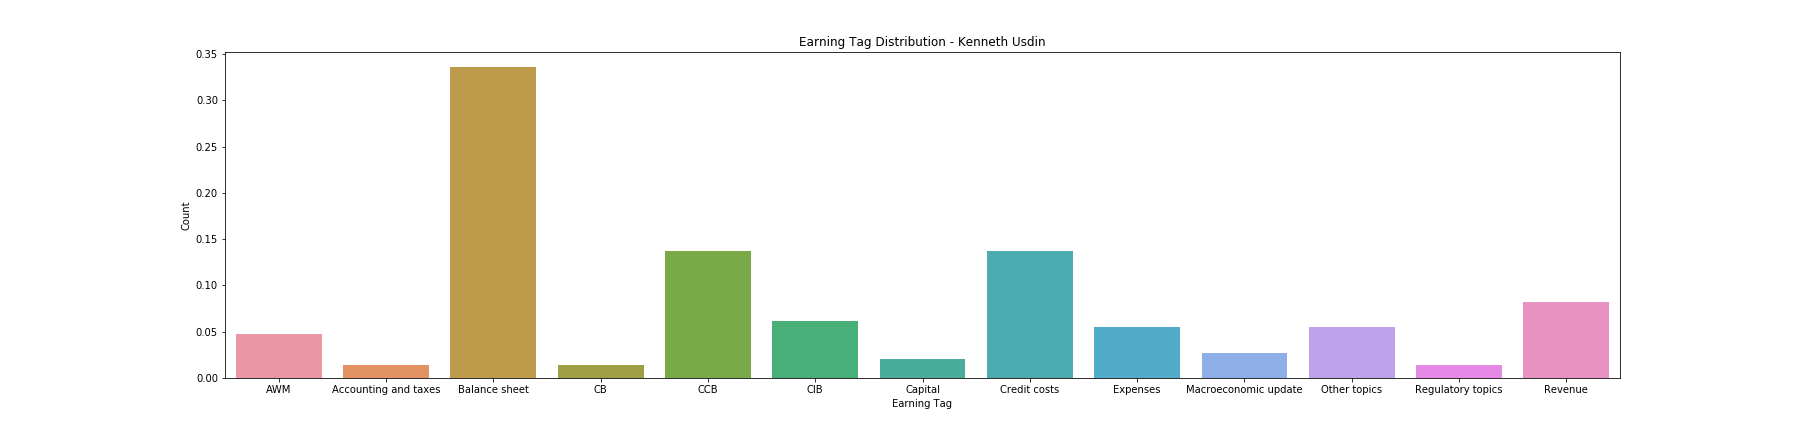 Earning Tag Distribution - Kenneth Usdin
0.35
0.30
0.25
0.20
0.15
0.10
0.05
0.00
Count
AWM Accounting and taxes Balance sheet CB CCB CIB Capital Credit costs Expenses Macroeconomic update Other topics Regulatory topics Revenue
Earning Tag